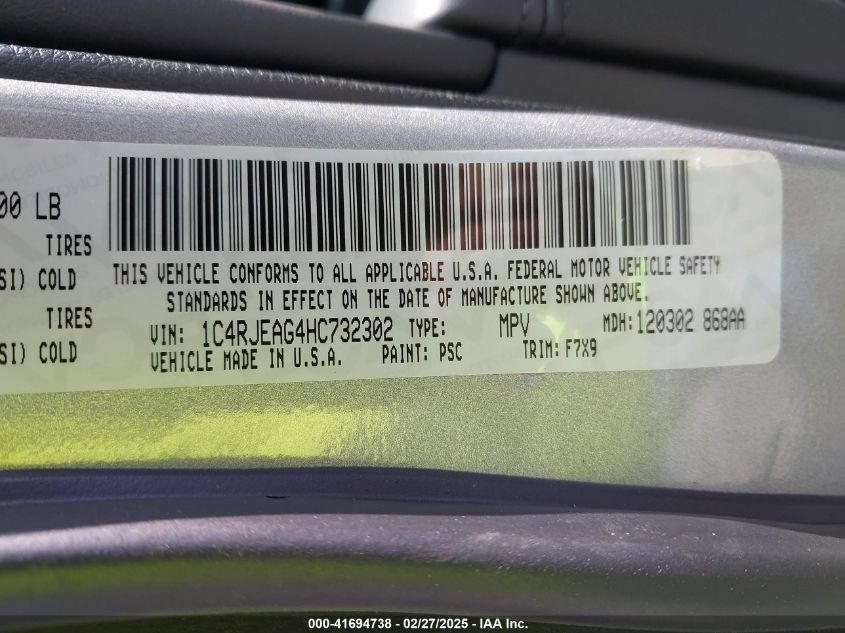 00 LB
TIRES
SI) COLD
TIRES
SI) COLD
THIS VEHICLE CONFORMS TO ALL APPLICABLE U.S.A. FEDERAL MOTOR VEHICLE SAFETY
STANDARDS IN EFFECT ON THE DATE OF MANUFACTURE SHOWN ABOVE.
VIN: 1C4RJEAG4HC732302 TYPE: MPV MDH: 120302 868AA
VEHICLE MADE IN U.S.A. PAINT: PSC TRIM: F7X9
000-41694738 - 02/27/2025 - IAA Inc.